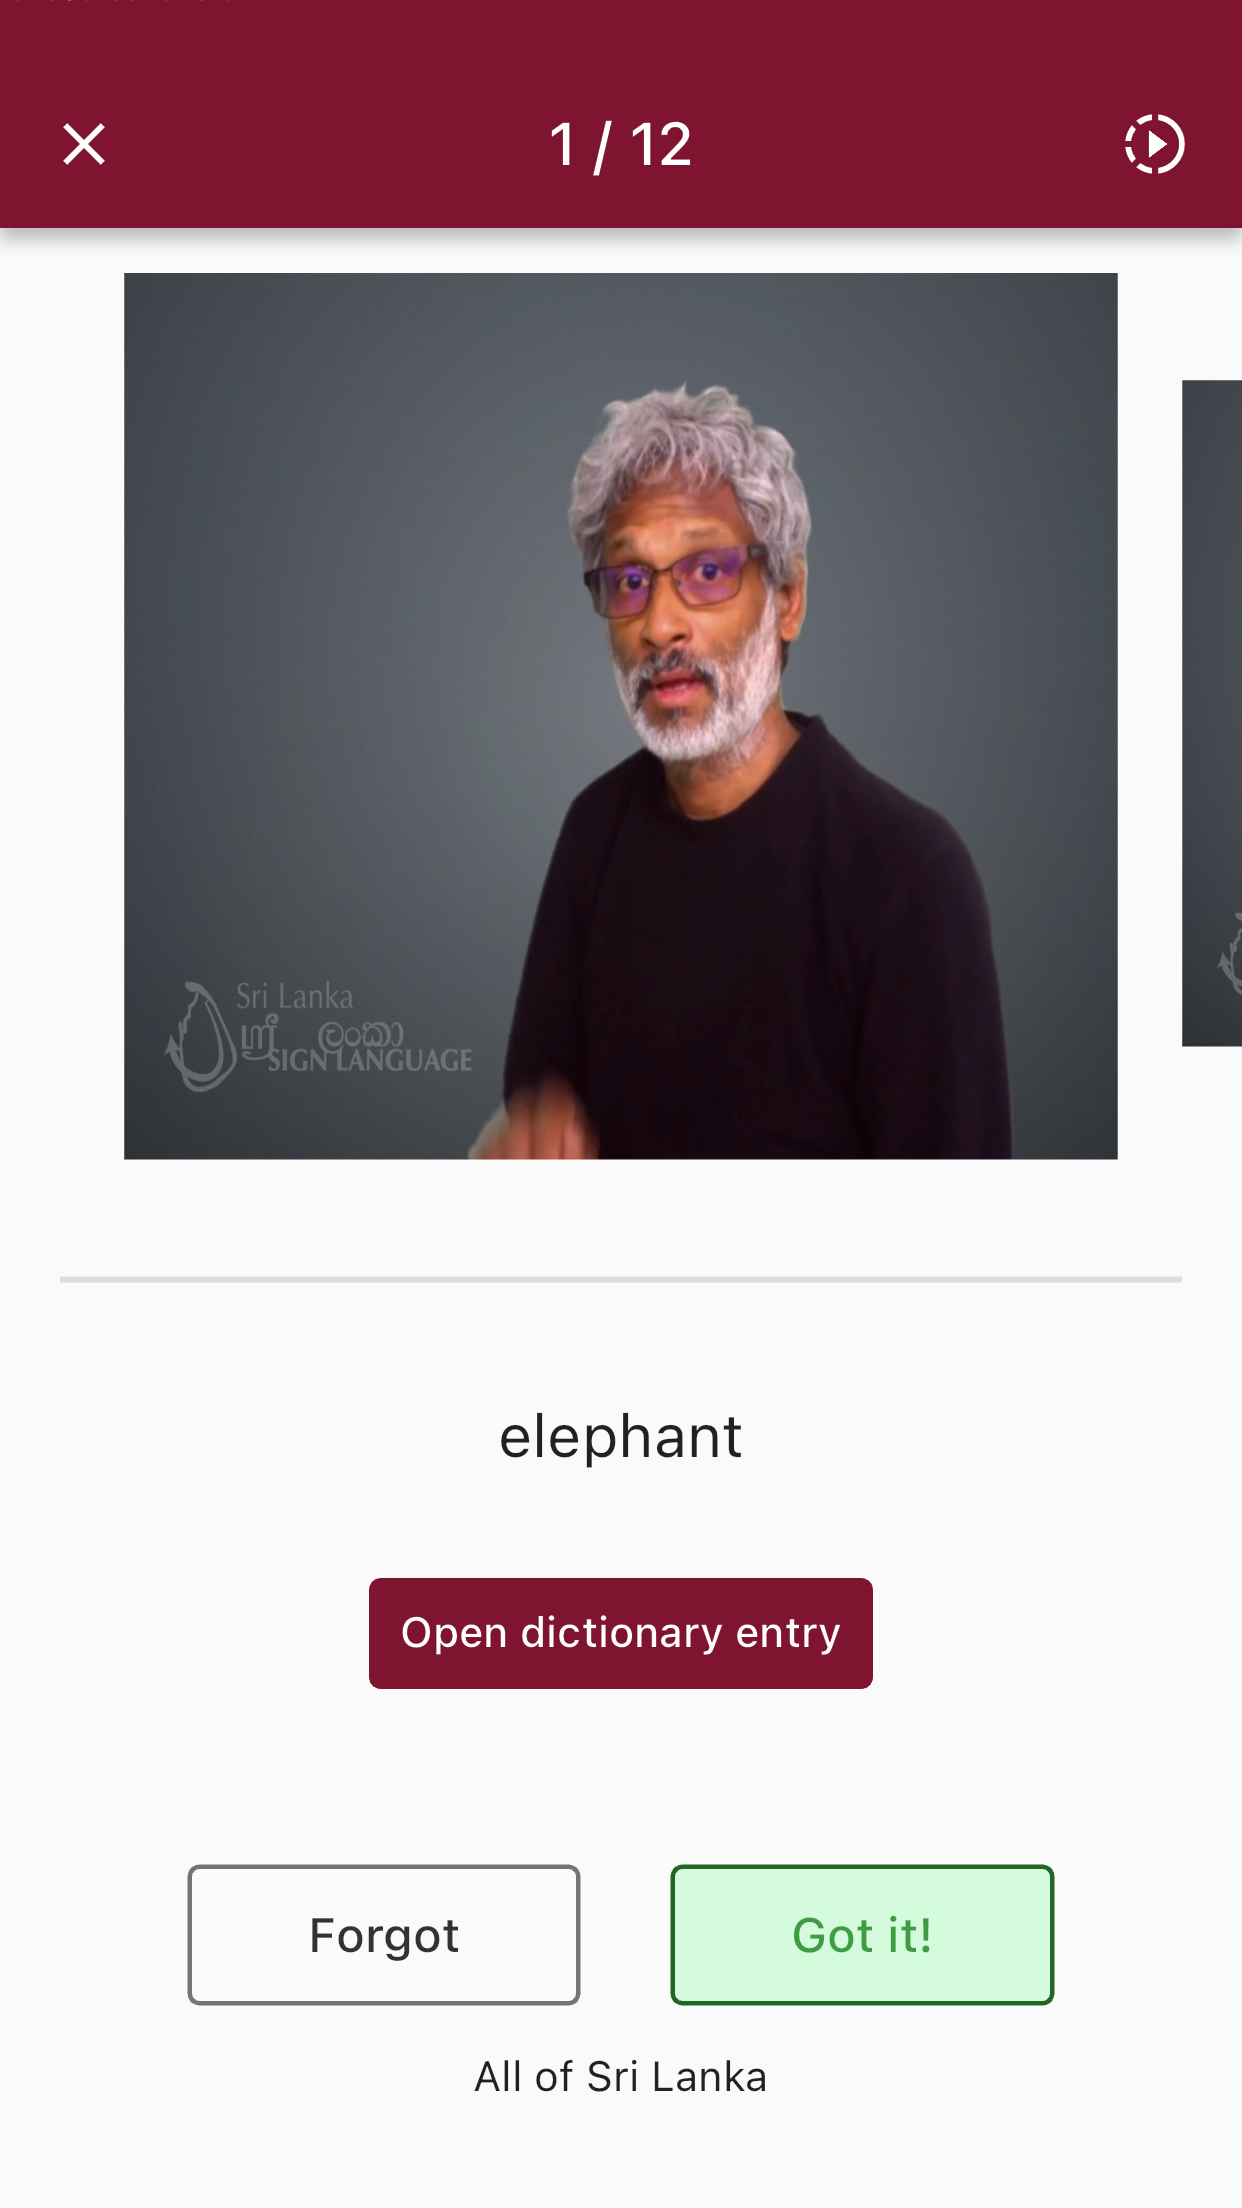 1 / 12
Sri Lanka
ශ්‍රී ලංකා
SIGN LANGUAGE
elephant
Open dictionary entry
Forgot
Got it!
All of Sri Lanka